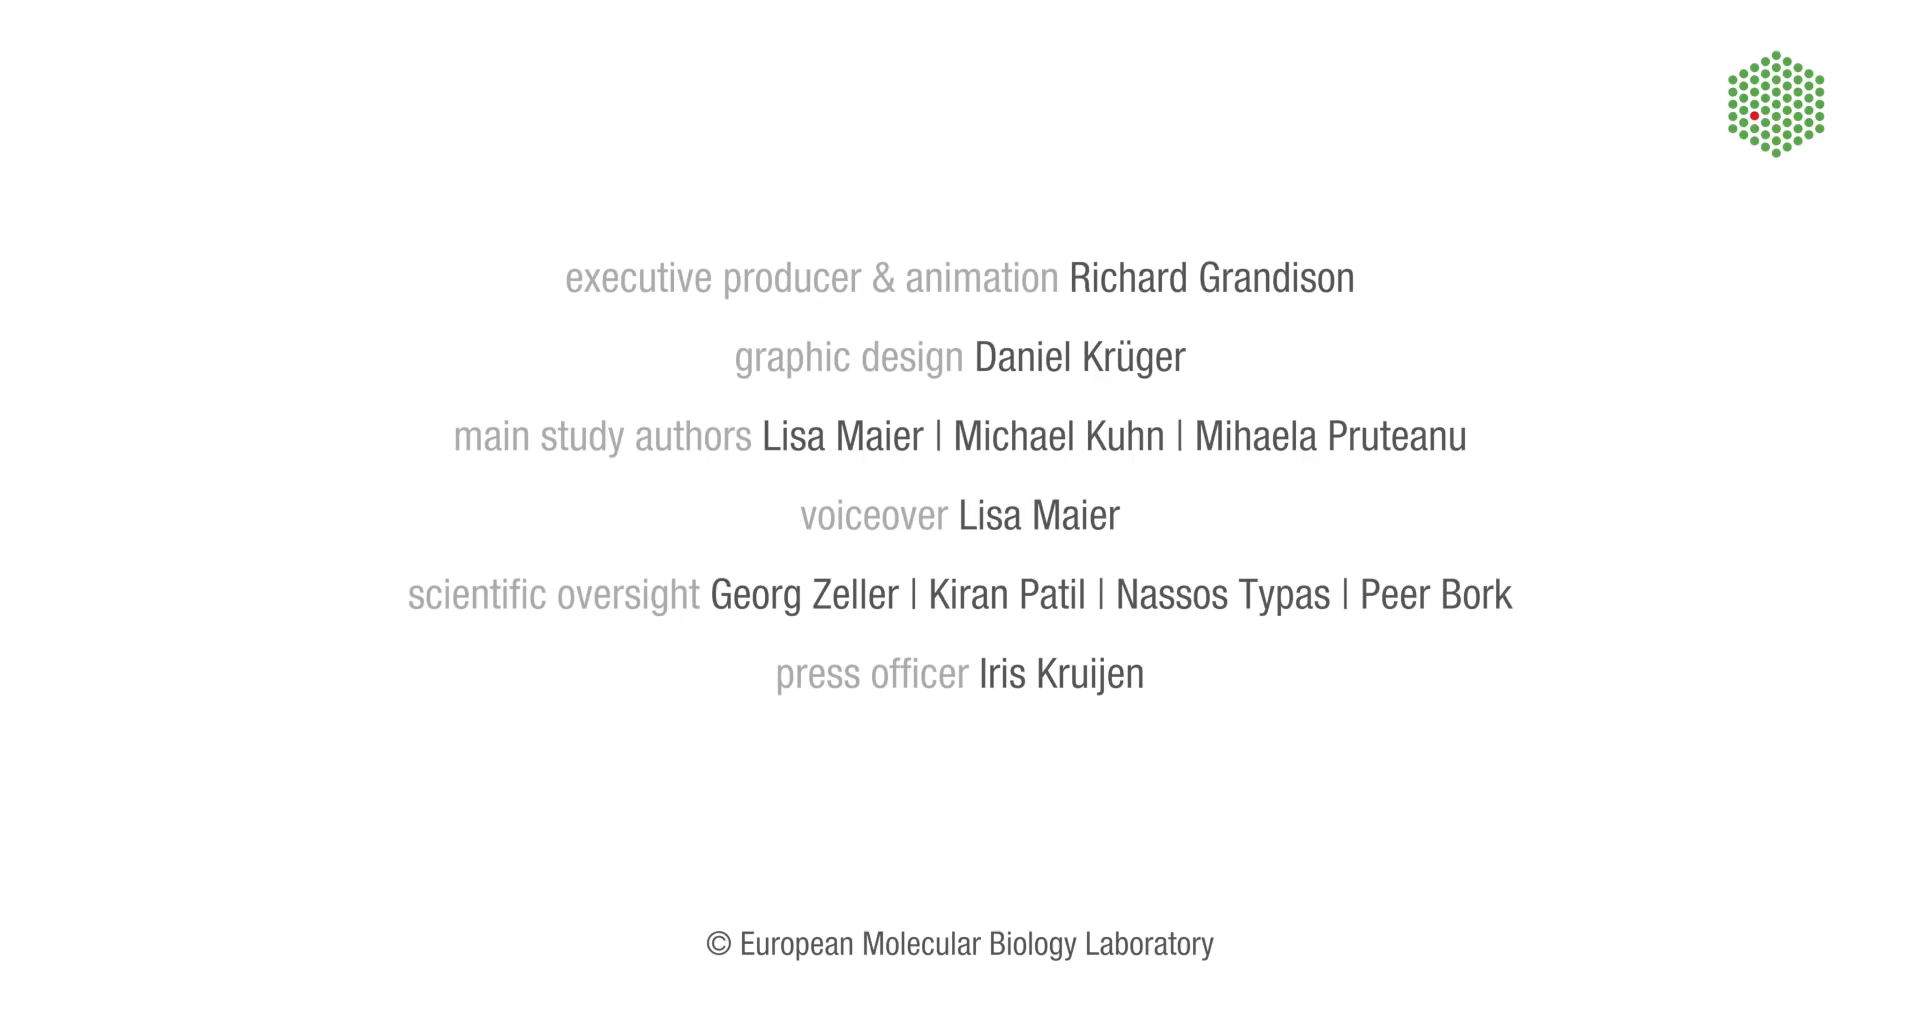 executive producer & animation Richard Grandison
graphic design Daniel Krüger
main study authors Lisa Maier | Michael Kuhn | Mihaela Pruteanu
voiceover Lisa Maier
scientific oversight Georg Zeller | Kiran Patil | Nassos Typas | Peer Bork
press officer Iris Kruijen
© European Molecular Biology Laboratory